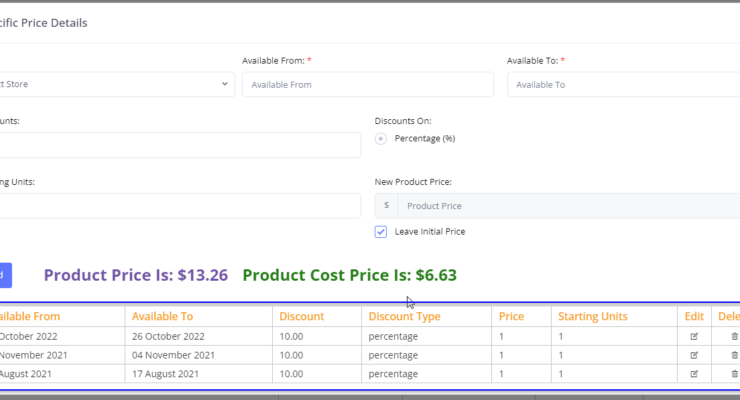 cific Price Details
Available From: *
Available To: *
ct Store
Available From
Available To
unts:
Discounts On:
Percentage (%)
ng Units:
New Product Price:
$ Product Price
Leave Initial Price
d
Product Price Is: $13.26 Product Cost Price Is: $6.63
ailable From Available To Discount Discount Type Price Starting Units Edit Dele
October 2022 26 October 2022 10.00 percentage 1 1
November 2021 04 November 2021 10.00 percentage 1 1
August 2021 17 August 2021 10.00 percentage 1 1